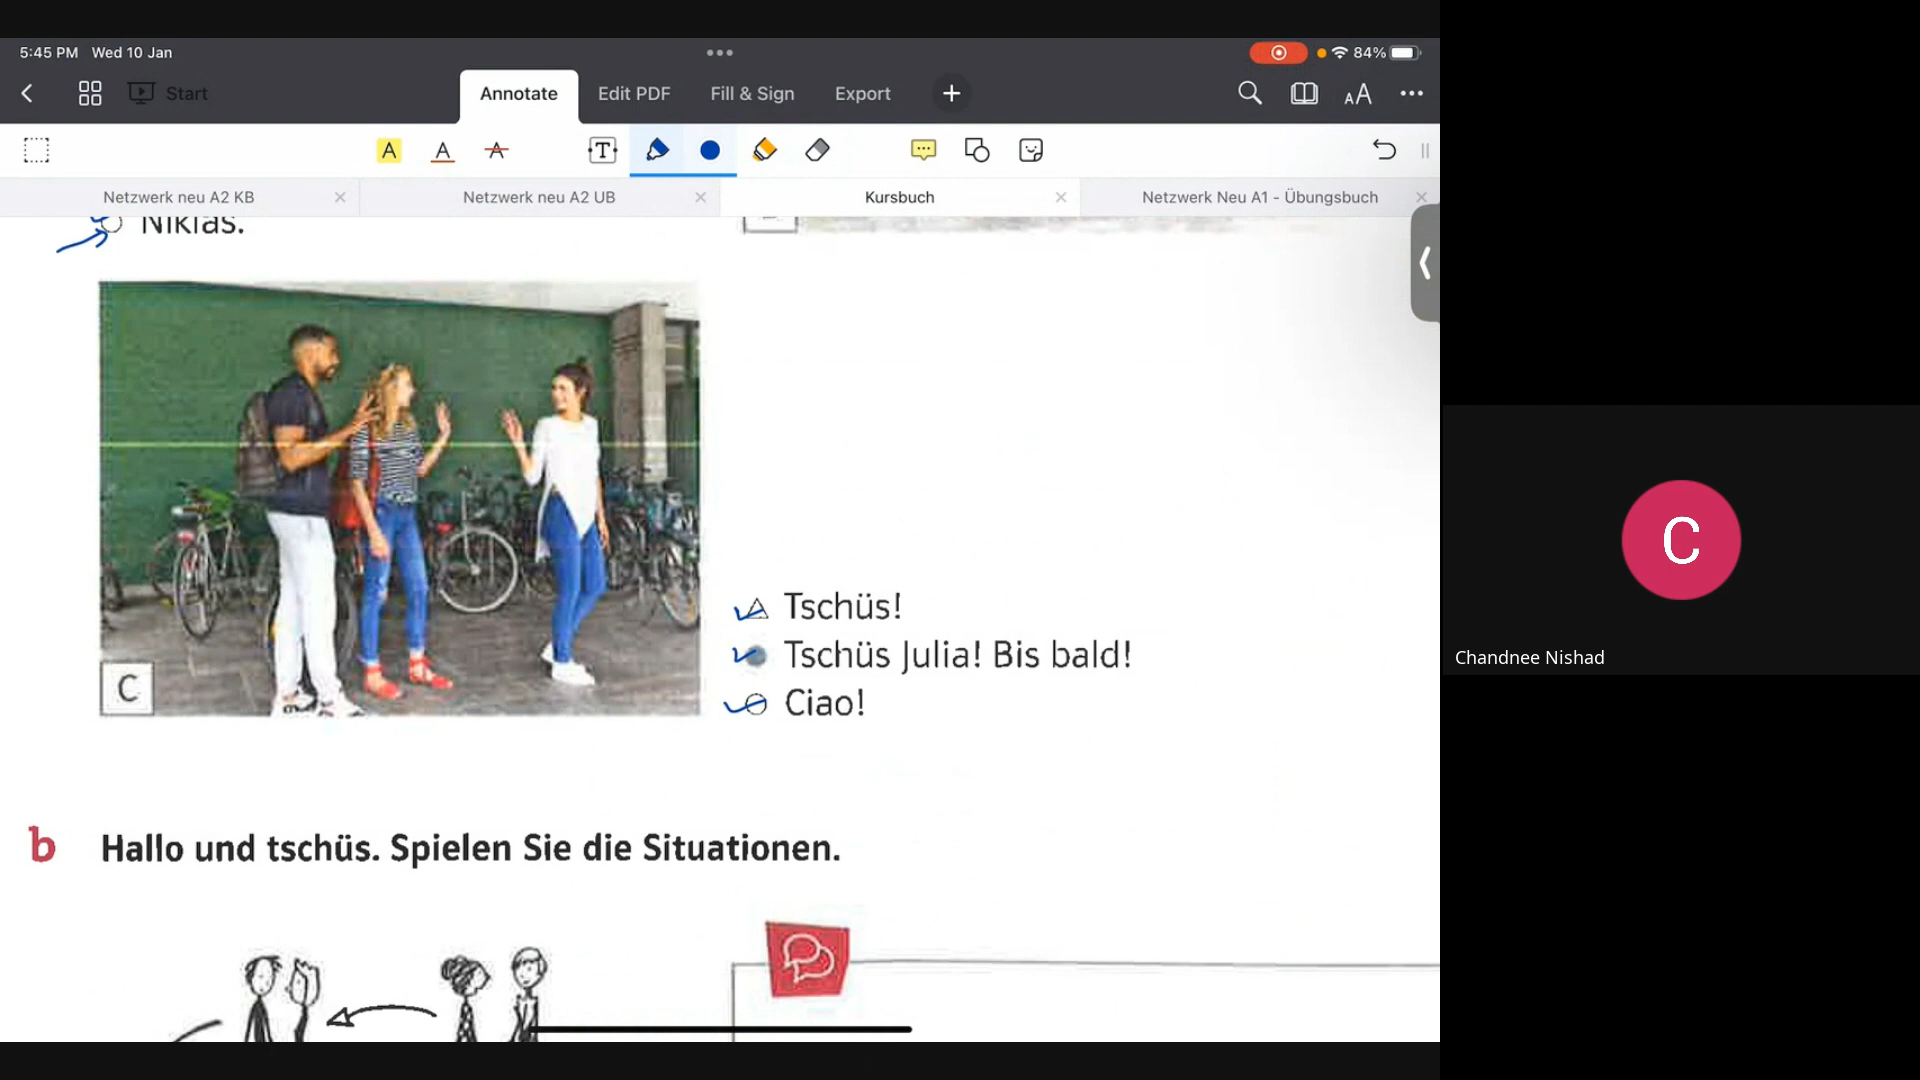 5:45 PM Wed 10 Jan
84%
Start
Annotate
Edit PDF
Fill & Sign
Export
Netzwerk neu A2 KB
Netzwerk neu A2 UB
Kursbuch
Netzwerk Neu A1 - Übungsbuch
Niklas.
C
Tschüs!
Tschüs Julia! Bis bald!
Ciao!
b Hallo und tschüs. Spielen Sie die Situationen.
C
Chandnee Nishad